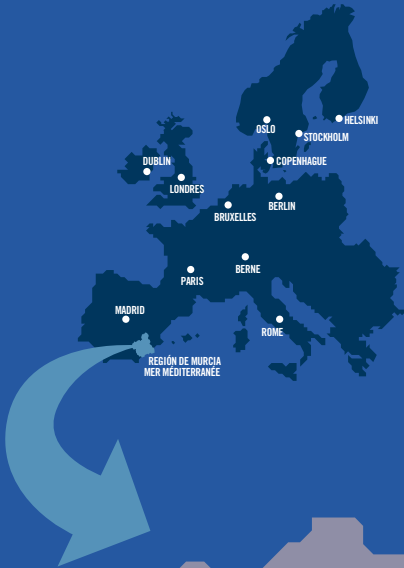 HELSINKI
OSLO
STOCKHOLM
COPENHAGUE
DUBLIN
LONDRES
BERLIN
BRUXELLES
BERNE
PARIS
MADRID
ROME
REGIÓN DE MURCIA
MER MÉDITERRANÉE